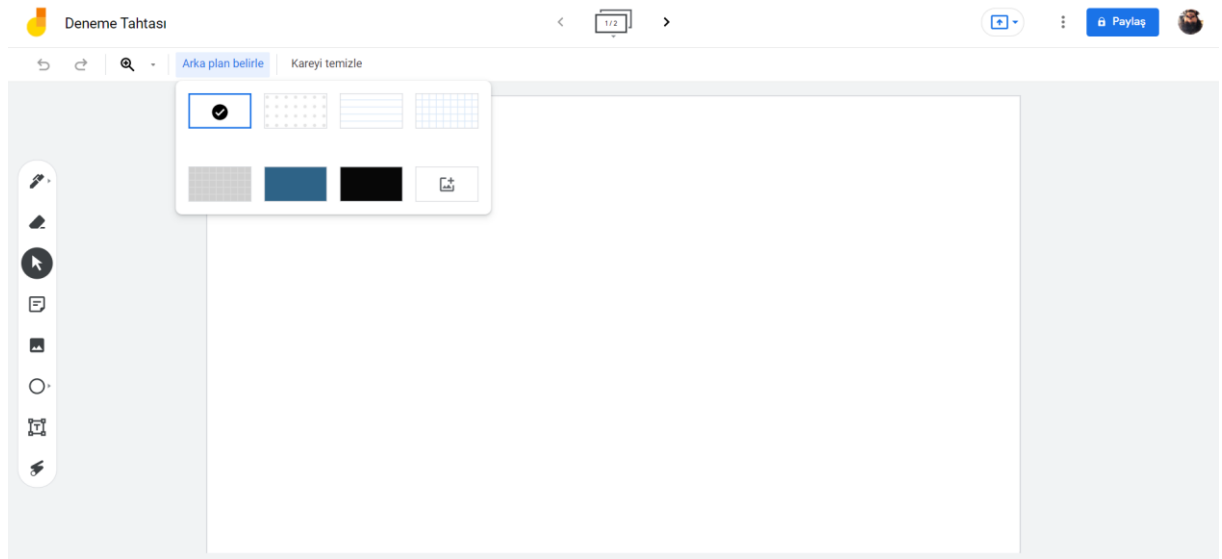 Deneme Tahtası
1/2
Paylaş
Arka plan belirle
Kareyi temizle